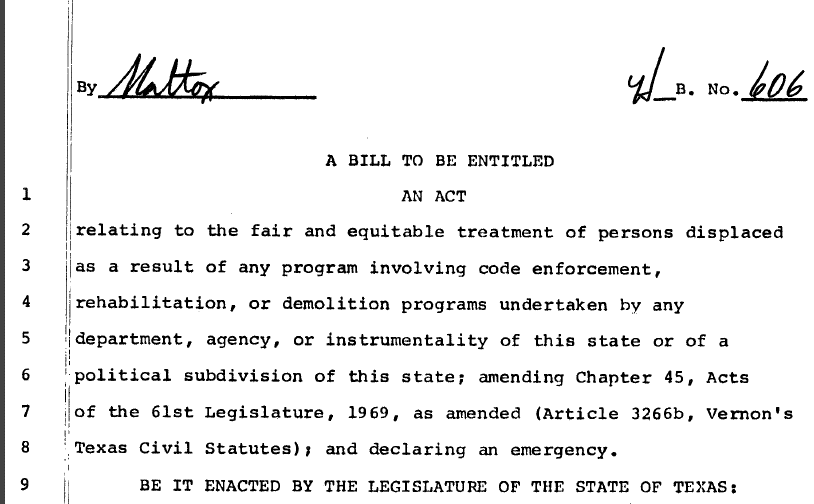 By Mattox H B. No. 606
A BILL TO BE ENTITLED
1 AN ACT
2 relating to the fair and equitable treatment of persons displaced
3 as a result of any program involving code enforcement,
4 rehabilitation, or demolition programs undertaken by any
5 department, agency, or instrumentality of this state or of a
6 political subdivision of this state; amending Chapter 45, Acts
7 of the 61st Legislature, 1969, as amended (Article 3266b, Vernon's
8 Texas Civil Statutes); and declaring an emergency.
9 BE IT ENACTED BY THE LEGISLATURE OF THE STATE OF TEXAS: